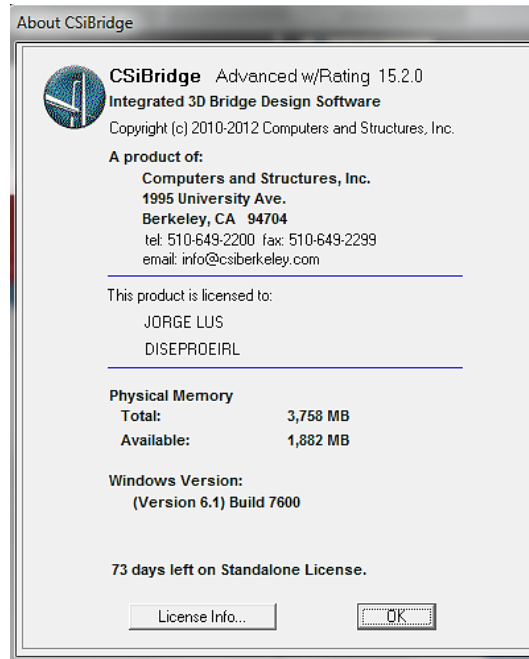 About CSiBridge
CSiBridge Advanced w/Rating 15.2.0
Integrated 3D Bridge Design Software
Copyright (c) 2010-2012 Computers and Structures, Inc.
A product of:
Computers and Structures, Inc.
1995 University Ave.
Berkeley, CA 94704
tel: 510-649-2200 fax: 510-649-2299
email: info@csiberkeley.com
This product is licensed to:
JORGE LUS
DISEPROEIRL
Physical Memory
Total: 3,758 MB
Available: 1,882 MB
Windows Version:
(Version 6.1) Build 7600
73 days left on Standalone License.
License Info... OK